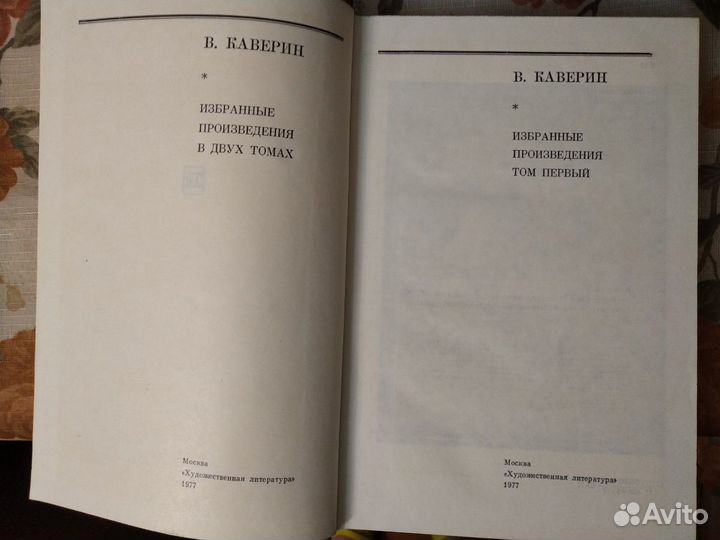 В. КАВЕРИН
*
ИЗБРАННЫЕ
ПРОИЗВЕДЕНИЯ
В ДВУХ ТОМАХ
Москва
«Художественная литература»
1977
В. КАВЕРИН
*
ИЗБРАННЫЕ
ПРОИЗВЕДЕНИЯ
ТОМ ПЕРВЫЙ
Москва
«Художественная литература»
1977
Avito